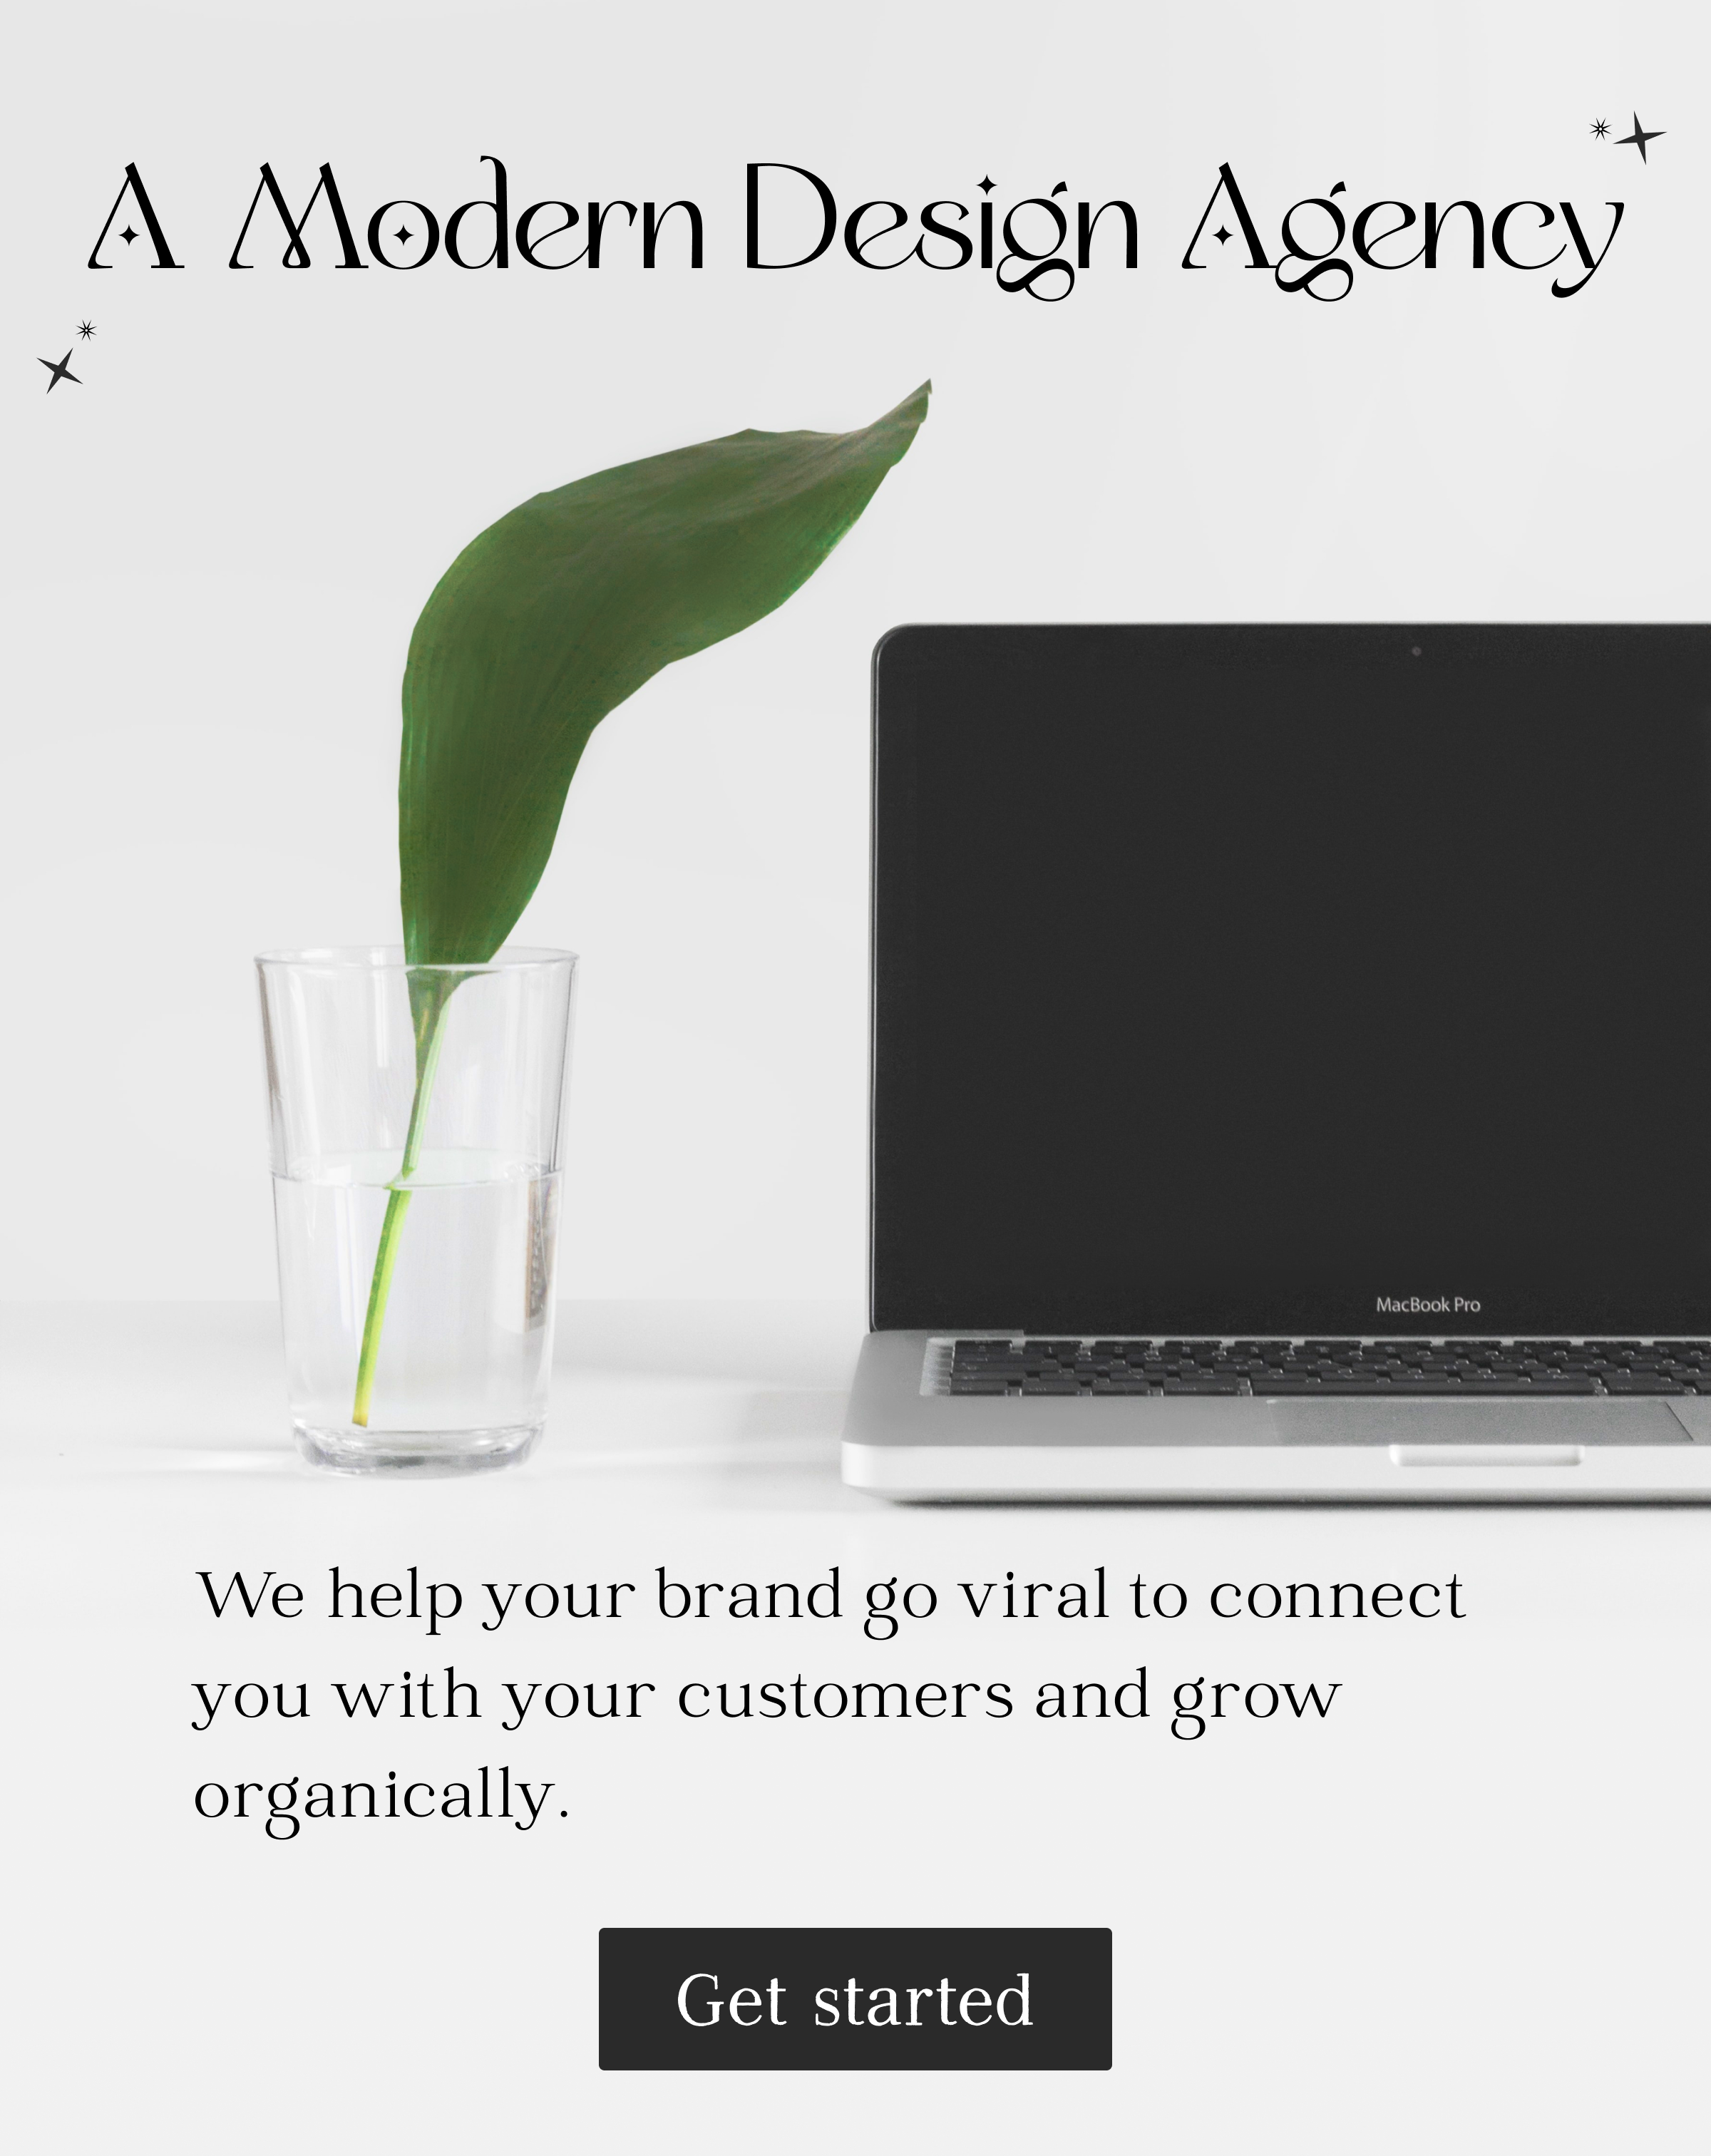 A Modern Design Agency
MacBook Pro
We help your brand go viral to connect
you with your customers and grow
organically.
Get started